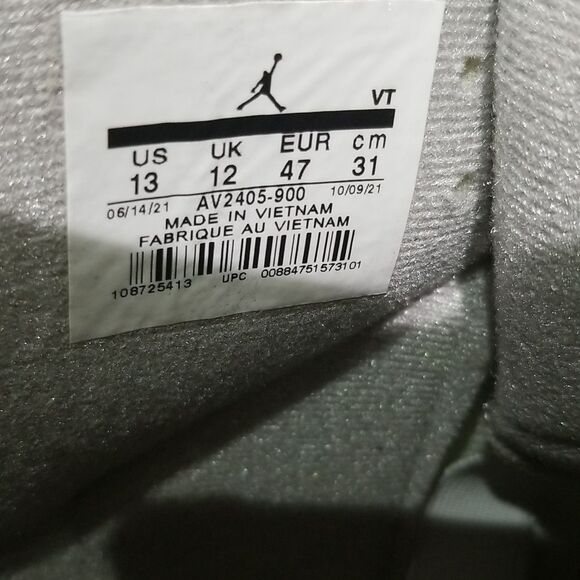 VT
US UK EUR cm
13 12 47 31
06/14/21 AV2405-900 10/09/21
MADE IN VIETNAM
FABRIQUE AU VIETNAM
108725413 UPC 00884751573101